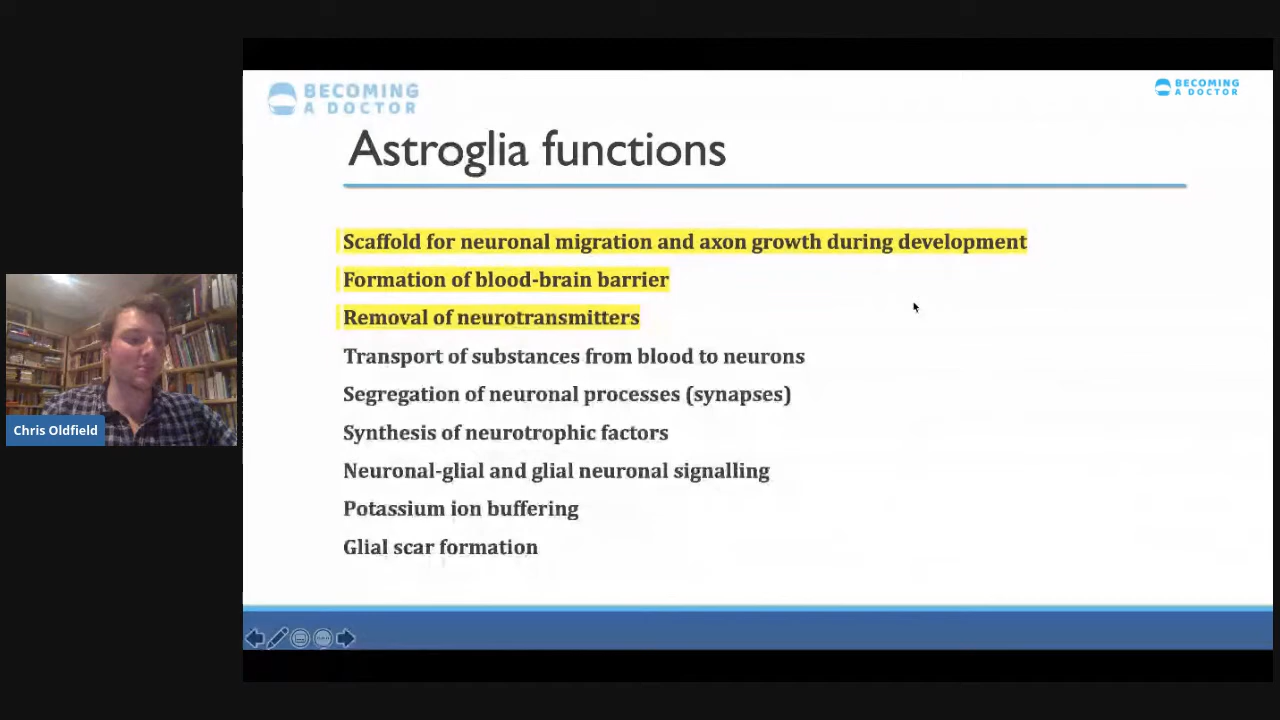 BECOMING
A DOCTOR
BECOMING
A DOCTOR
Astroglia functions
Scaffold for neuronal migration and axon growth during development
Formation of blood-brain barrier
Removal of neurotransmitters
Transport of substances from blood to neurons
Segregation of neuronal processes (synapses)
Synthesis of neurotrophic factors
Neuronal-glial and glial neuronal signalling
Potassium ion buffering
Glial scar formation
Chris Oldfield